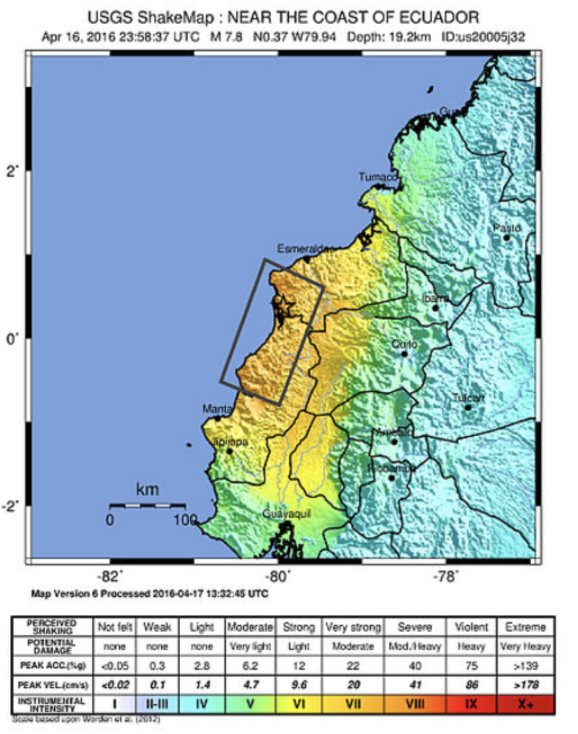 USGS ShakeMap : NEAR THE COAST OF ECUADOR
Apr 16, 2016 23:58:37 UTC M 7.8 N0.37 W79.94 Depth: 19.2km ID:us20005j32
2°
0°
-2°
Tumaco
Pasto
Esmeraldas
Ibarra
Quito
Tulcan
Manta
Jipijapa
Ambato
Riobamba
km
0 100
Guayaquil
-82° -80° -78°
Map Version 6 Processed 2016-04-17 13:32:45 UTC
PERCEIVED SHAKING Not felt Weak Light Moderate Strong Very strong Severe Violent Extreme
POTENTIAL DAMAGE none none none Very light Light Moderate Mod./Heavy Heavy Very Heavy
PEAK ACC.(%g) <0.05 0.3 2.8 6.2 12 22 40 75 >139
PEAK VEL.(cm/s) <0.02 0.1 1.4 4.7 9.6 20 41 86 >178
INSTRUMENTAL INTENSITY I II-III IV V VI VII VIII IX X+
Scale based upon Worden et al. (2012)